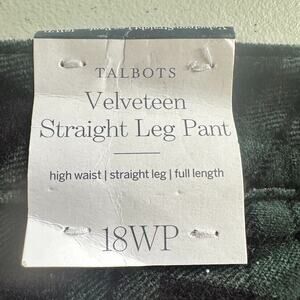 TALBOTS
Velveteen
Straight Leg Pant
high waist | straight leg | full length
18WP